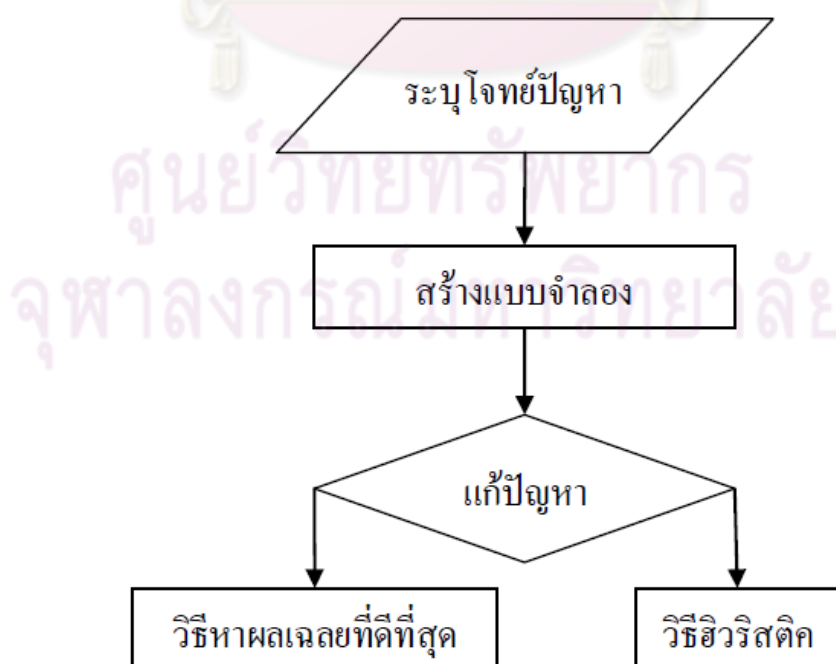 ระบุโจทย์ปัญหา
ศูนย์วิทยทรัพยากร
สร้างแบบจำลอง
จุฬาลงกรณ์มหาวิทยาลัย
แก้ปัญหา
วิธีหาผลเฉลยที่ดีที่สุด
วิธีฮิวริสติค